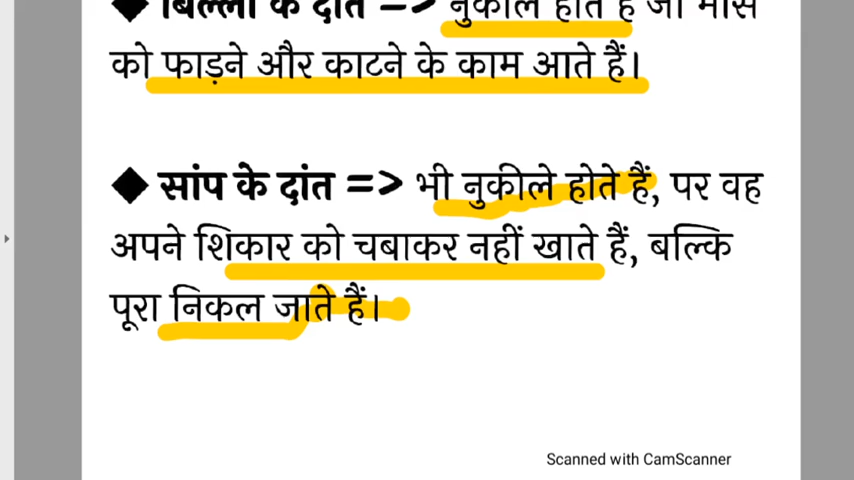 ◆ बिल्ली के दांत => नुकीले होते हैं जो मांस
को फाड़ने और काटने के काम आते हैं।
◆ सांप के दांत => भी नुकीले होते हैं, पर वह
अपने शिकार को चबाकर नहीं खाते हैं, बल्कि
पूरा निकल जाते हैं।
Scanned with CamScanner